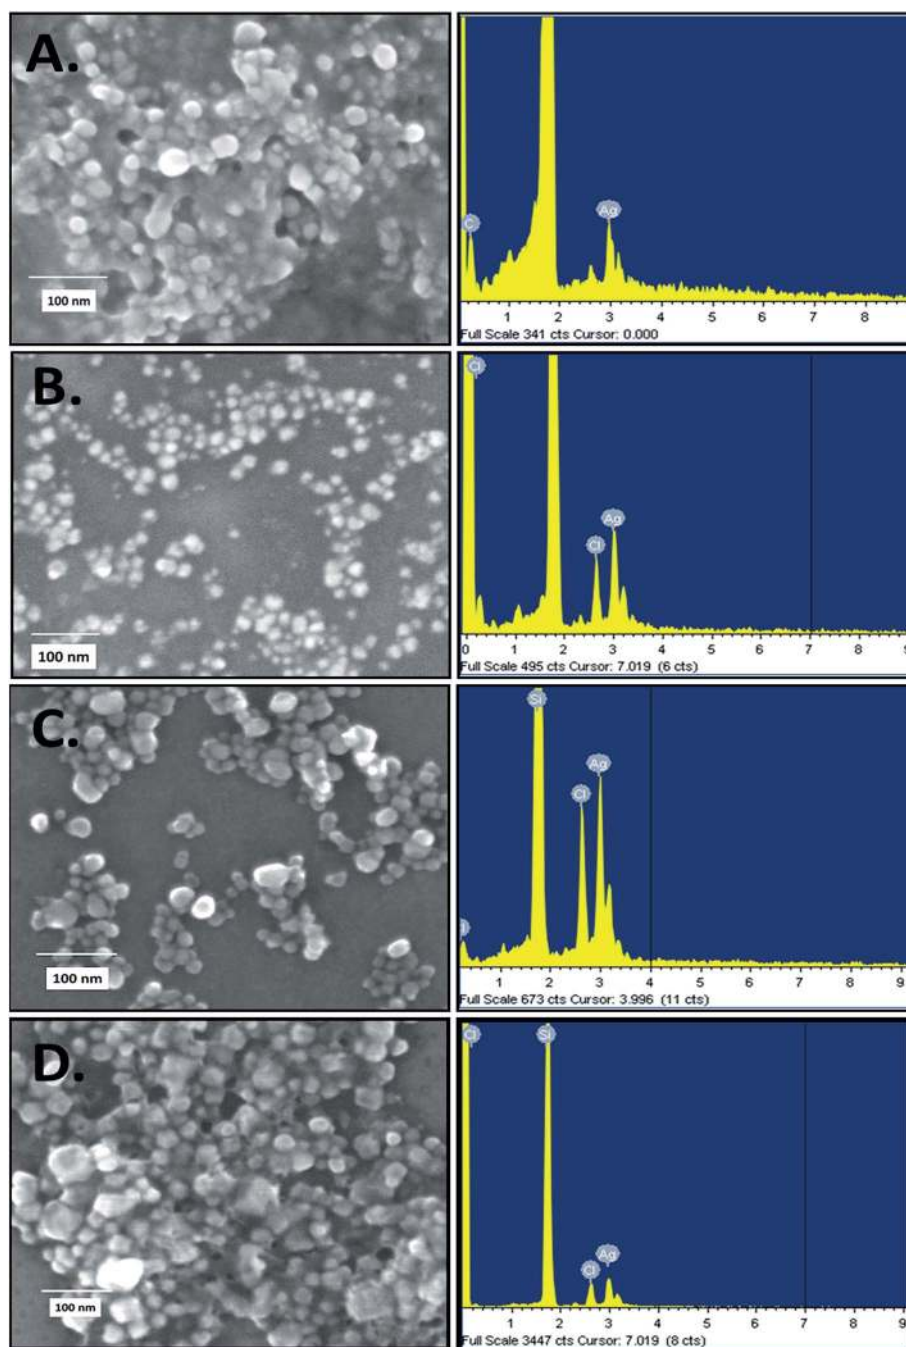 A.
100 nm
C
Ag
1 2 3 4 5 6 7 8
Full Scale 341 cts Cursor: 0.000
B.
100 nm
Cl
Cl
Ag
0 1 2 3 4 5 6 7 8 9
Full Scale 495 cts Cursor: 7.019 (6 cts)
C.
100 nm
Si
Cl
Ag
1 2 3 4 5 6 7 8 9
Full Scale 673 cts Cursor: 3.996 (11 cts)
D.
100 nm
Cl
Si
Cl
Ag
1 2 3 4 5 6 7 8 9
Full Scale 3447 cts Cursor: 7.019 (8 cts)